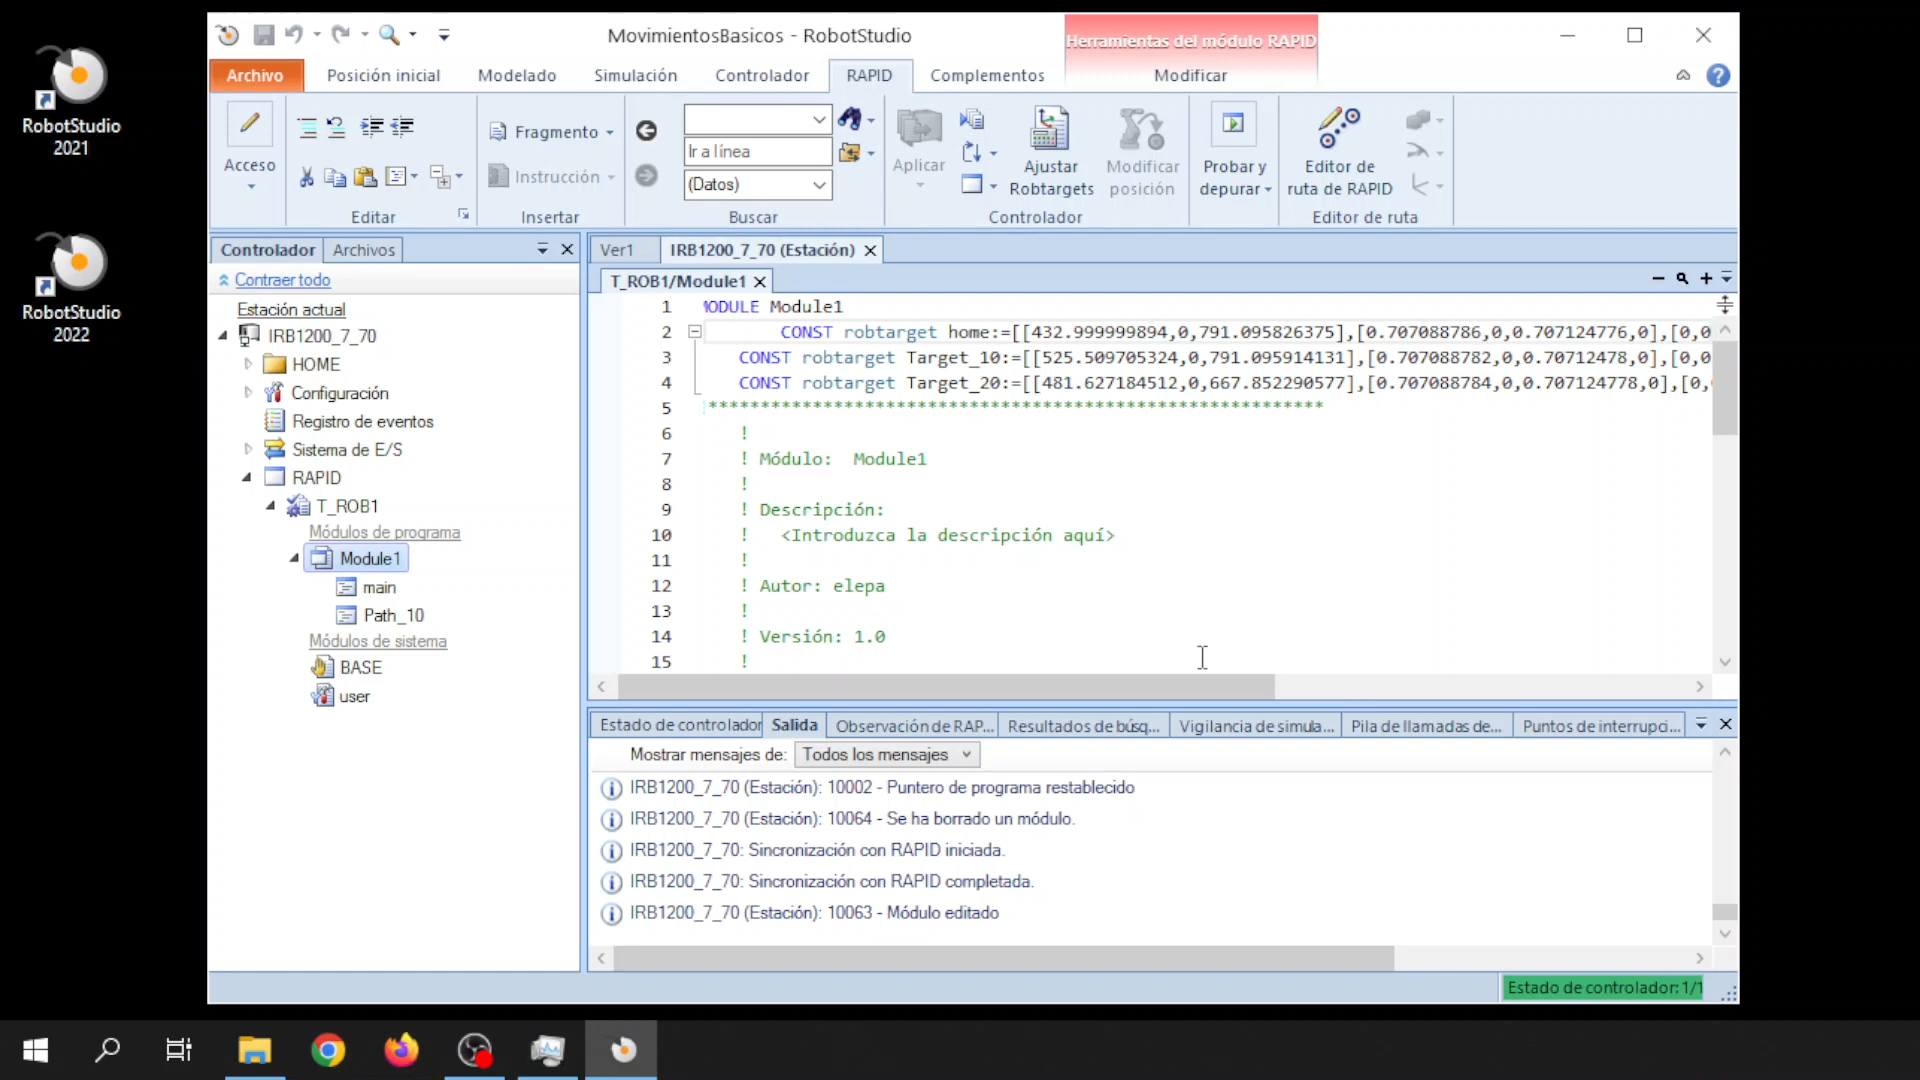 RobotStudio
2021
RobotStudio
2022
MovimientosBasicos - RobotStudio
Herramientas del módulo RAPID
Archivo
Posición inicial
Modelado
Simulación
Controlador
RAPID
Complementos
Modificar
Acceso
Editar
Fragmento
Instrucción
Insertar
Ir a línea
(Datos)
Buscar
Aplicar
Ajustar
Robtargets
Modificar
posición
Controlador
Probar y
depurar
Editor de
ruta de RAPID
Editor de ruta
Controlador
Archivos
Contraer todo
Estación actual
IRB1200_7_70
HOME
Configuración
Registro de eventos
Sistema de E/S
RAPID
T_ROB1
Módulos de programa
Module1
main
Path_10
Módulos de sistema
BASE
user
Ver1
IRB1200_7_70 (Estación)
T_ROB1/Module1
1 MODULE Module1
2 CONST robtarget home:=[[432.999999894,0,791.095826375],[0.707088786,0,0.707124776,0],[0,0
3 CONST robtarget Target_10:=[[525.509705324,0,791.095914131],[0.707088782,0,0.70712478,0],[0,0
4 CONST robtarget Target_20:=[[481.627184512,0,667.852290577],[0.707088784,0,0.707124778,0],[0,
5 !***********************************************************
6 !
7 ! Módulo: Module1
8 !
9 ! Descripción:
10 ! <Introduzca la descripción aquí>
11 !
12 ! Autor: elepa
13 !
14 ! Versión: 1.0
15 !
Estado de controlador
Salida
Observación de RAP...
Resultados de búsq...
Vigilancia de simula...
Pila de llamadas de...
Puntos de interrupci...
Mostrar mensajes de: Todos los mensajes
IRB1200_7_70 (Estación): 10002 - Puntero de programa restablecido
IRB1200_7_70 (Estación): 10064 - Se ha borrado un módulo.
IRB1200_7_70: Sincronización con RAPID iniciada.
IRB1200_7_70: Sincronización con RAPID completada.
IRB1200_7_70 (Estación): 10063 - Módulo editado
Estado de controlador: 1/1